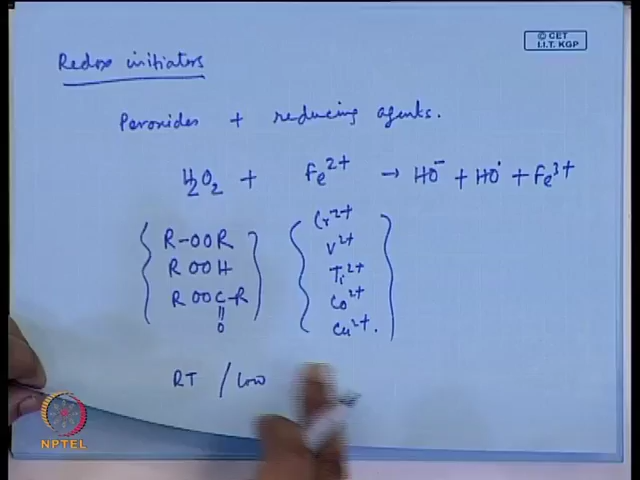 © CET
I.I.T. KGP
Redox initiators
Peroxides + reducing agents.
H2O2 + Fe2+ → HO- + HO• + Fe3+
R-OOR Cr2+
ROOH V2+
ROOC-R Ti2+
O Co2+
Cu2+.
RT / Low
NPTEL